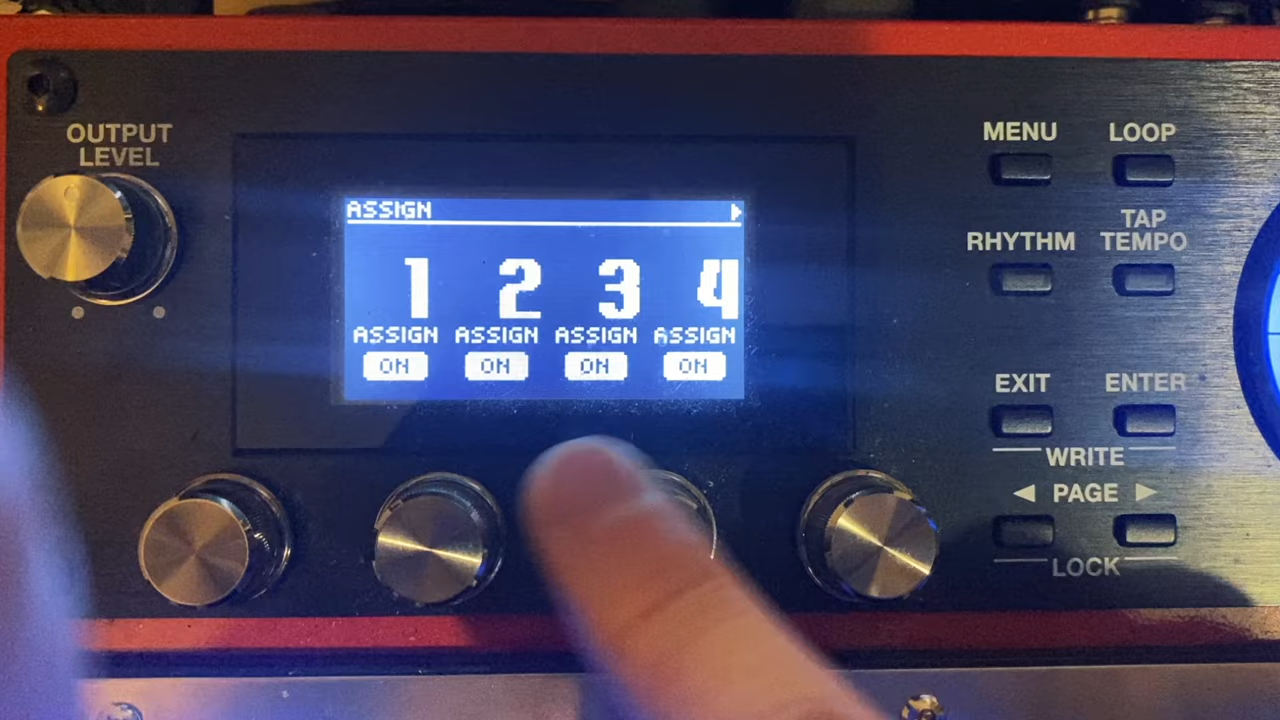 OUTPUT
LEVEL
ASSIGN
1 2 3 4
ASSIGN ASSIGN ASSIGN ASSIGN
ON ON ON ON
MENU LOOP
RHYTHM TAP
TEMPO
EXIT ENTER
WRITE
◀ PAGE ▶
LOCK